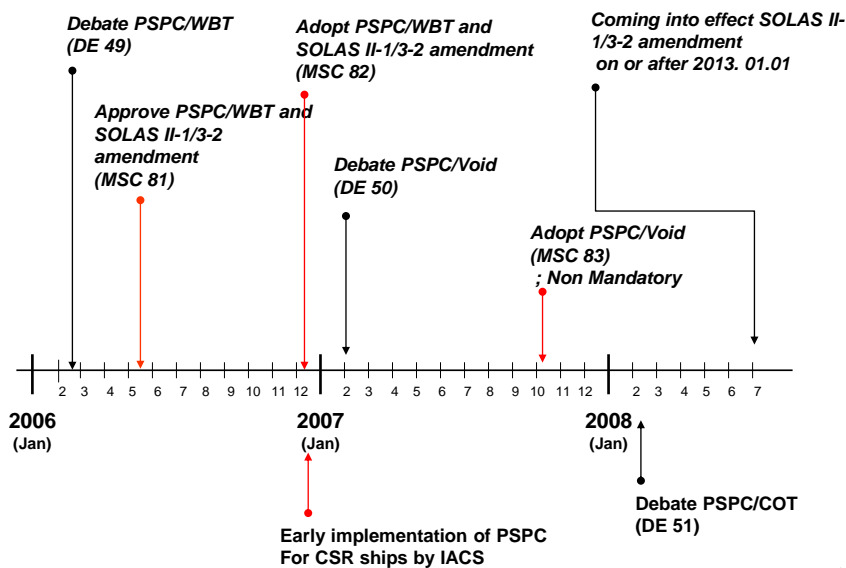 Debate PSPC/WBT
(DE 49)
Approve PSPC/WBT and
SOLAS II-1/3-2
amendment
(MSC 81)
Adopt PSPC/WBT and
SOLAS II-1/3-2 amendment
(MSC 82)
Debate PSPC/Void
(DE 50)
Adopt PSPC/Void
(MSC 83)
; Non Mandatory
Coming into effect SOLAS II-
1/3-2 amendment
on or after 2013. 01.01
2 3 4 5 6 7 8 9 10 11 12 2 3 4 5 6 7 8 9 10 11 12 2 3 4 5 6 7
2006
(Jan)
2007
(Jan)
2008
(Jan)
Early implementation of PSPC
For CSR ships by IACS
Debate PSPC/COT
(DE 51)